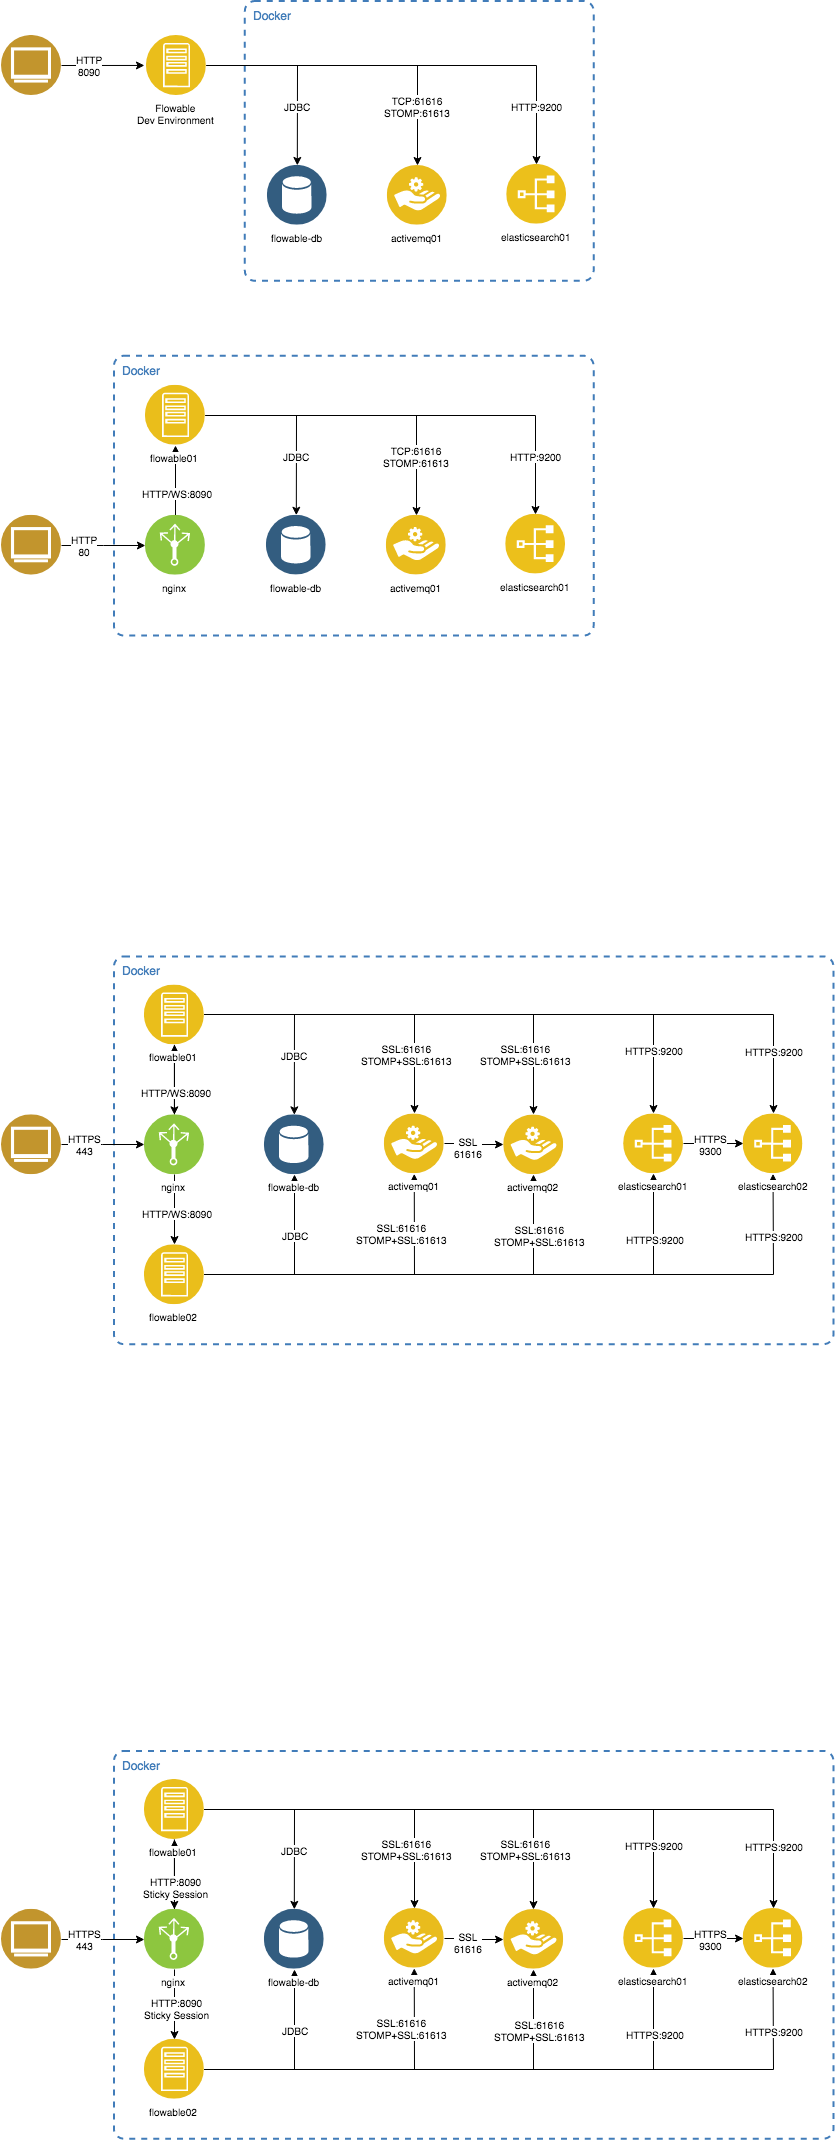 Docker
HTTP
8090
Flowable
Dev Environment
JDBC
TCP:61616
STOMP:61613
HTTP:9200
flowable-db
activemq01
elasticsearch01
Docker
flowable01
JDBC
TCP:61616
STOMP:61613
HTTP:9200
HTTP/WS:8090
HTTP
80
nginx
flowable-db
activemq01
elasticsearch01
Docker
flowable01
JDBC
SSL:61616
STOMP+SSL:61613
SSL:61616
STOMP+SSL:61613
HTTPS:9200
HTTPS:9200
HTTP/WS:8090
HTTPS
443
SSL
61616
HTTPS
9300
nginx
flowable-db
activemq01
activemq02
elasticsearch01
elasticsearch02
HTTP/WS:8090
JDBC
SSL:61616
STOMP+SSL:61613
SSL:61616
STOMP+SSL:61613
HTTPS:9200
HTTPS:9200
flowable02
Docker
flowable01
JDBC
SSL:61616
STOMP+SSL:61613
SSL:61616
STOMP+SSL:61613
HTTPS:9200
HTTPS:9200
HTTP:8090
Sticky Session
HTTPS
443
SSL
61616
HTTPS
9300
nginx
flowable-db
activemq01
activemq02
elasticsearch01
elasticsearch02
HTTP:8090
Sticky Session
JDBC
SSL:61616
STOMP+SSL:61613
SSL:61616
STOMP+SSL:61613
HTTPS:9200
HTTPS:9200
flowable02